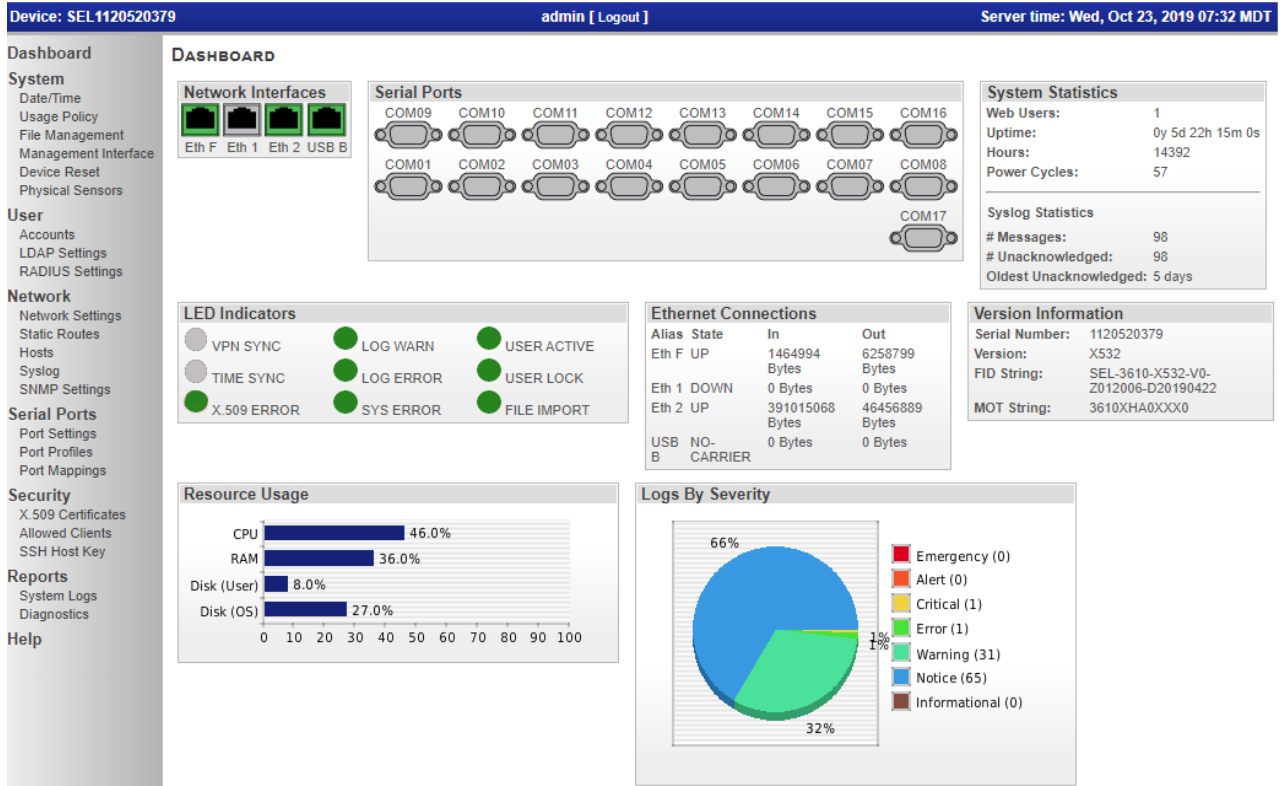 Device: SEL1120520379 admin [ Logout ] Server time: Wed, Oct 23, 2019 07:32 MDT
Dashboard
System
Date/Time
Usage Policy
File Management
Management Interface
Device Reset
Physical Sensors
User
Accounts
LDAP Settings
RADIUS Settings
Network
Network Settings
Static Routes
Hosts
Syslog
SNMP Settings
Serial Ports
Port Settings
Port Profiles
Port Mappings
Security
X.509 Certificates
Allowed Clients
SSH Host Key
Reports
System Logs
Diagnostics
Help
DASHBOARD
Network Interfaces
Eth F Eth 1 Eth 2 USB B
Serial Ports
COM09 COM10 COM11 COM12 COM13 COM14 COM15 COM16
COM01 COM02 COM03 COM04 COM05 COM06 COM07 COM08
COM17
System Statistics
Web Users: 1
Uptime: 0y 5d 22h 15m 0s
Hours: 14392
Power Cycles: 57
Syslog Statistics
# Messages: 98
# Unacknowledged: 98
Oldest Unacknowledged: 5 days
LED Indicators
VPN SYNC LOG WARN USER ACTIVE
TIME SYNC LOG ERROR USER LOCK
X.509 ERROR SYS ERROR FILE IMPORT
Ethernet Connections
Alias State In Out
Eth F UP 1464994 6258799
Bytes Bytes
Eth 1 DOWN 0 Bytes 0 Bytes
Eth 2 UP 391015068 46456889
Bytes Bytes
USB NO- 0 Bytes 0 Bytes
B CARRIER
Version Information
Serial Number: 1120520379
Version: X532
FID String: SEL-3610-X532-V0-
Z012006-D20190422
MOT String: 3610XHA0XXX0
Resource Usage
CPU 46.0%
RAM 36.0%
Disk (User) 8.0%
Disk (OS) 27.0%
0 10 20 30 40 50 60 70 80 90 100
Logs By Severity
66%
1%
1%
32%
Emergency (0)
Alert (0)
Critical (1)
Error (1)
Warning (31)
Notice (65)
Informational (0)